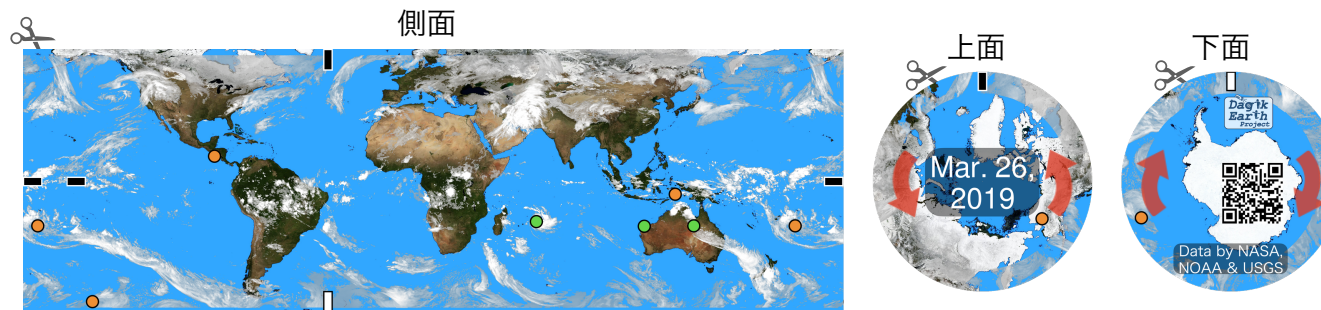 側面
上面
下面
Mar. 26,
2019
Dagik
Earth
Project
Data by NASA,
NOAA & USGS